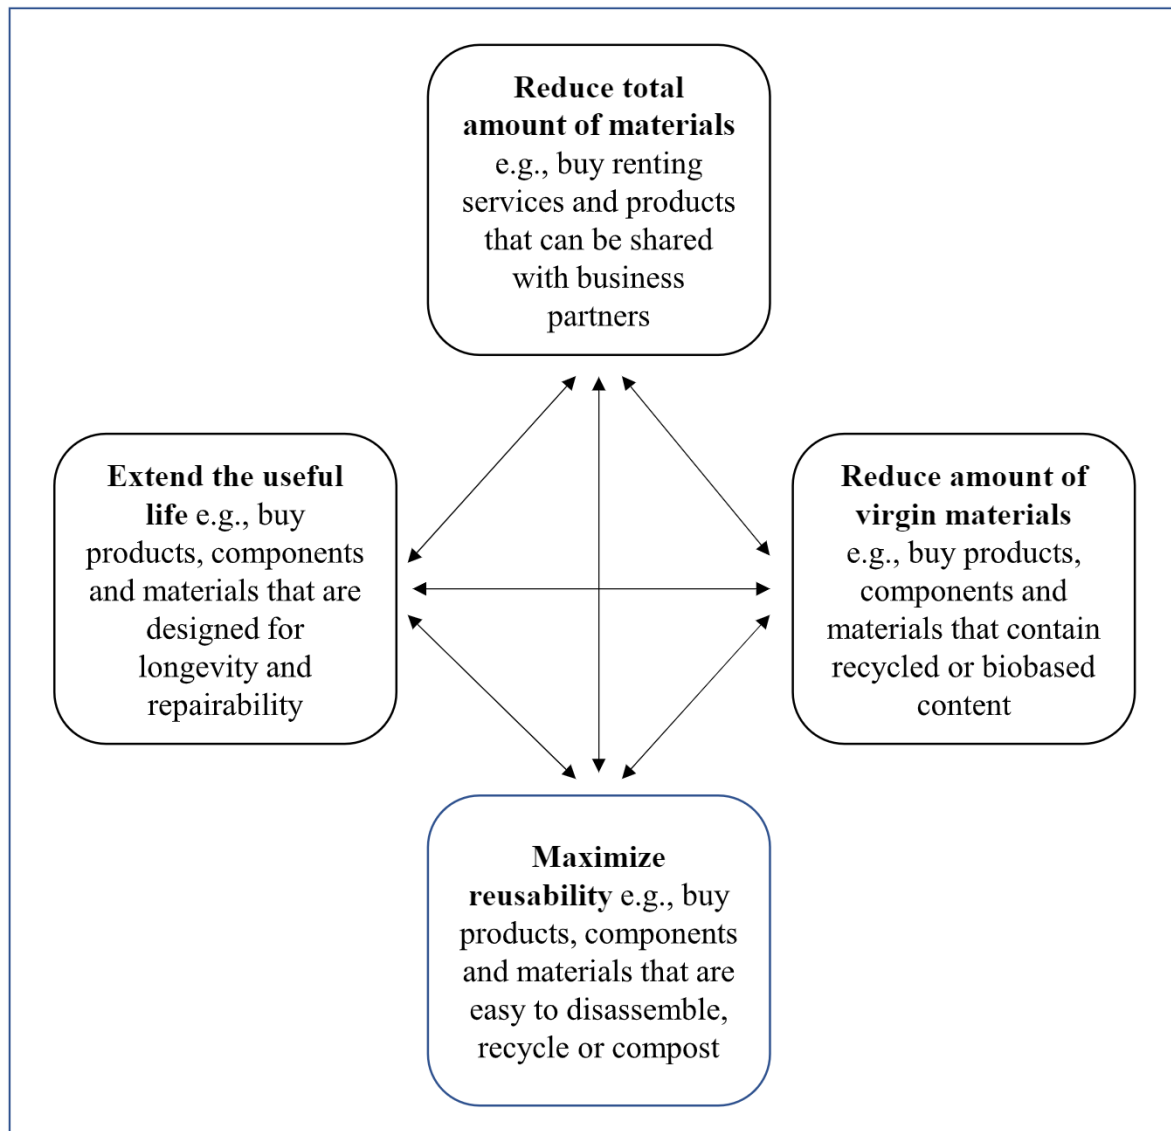 Reduce total
amount of materials
e.g., buy renting
services and products
that can be shared
with business
partners
Extend the useful
life e.g., buy
products, components
and materials that are
designed for
longevity and
repairability
Reduce amount of
virgin materials
e.g., buy products,
components and
materials that contain
recycled or biobased
content
Maximize
reusability e.g., buy
products, components
and materials that are
easy to disassemble,
recycle or compost